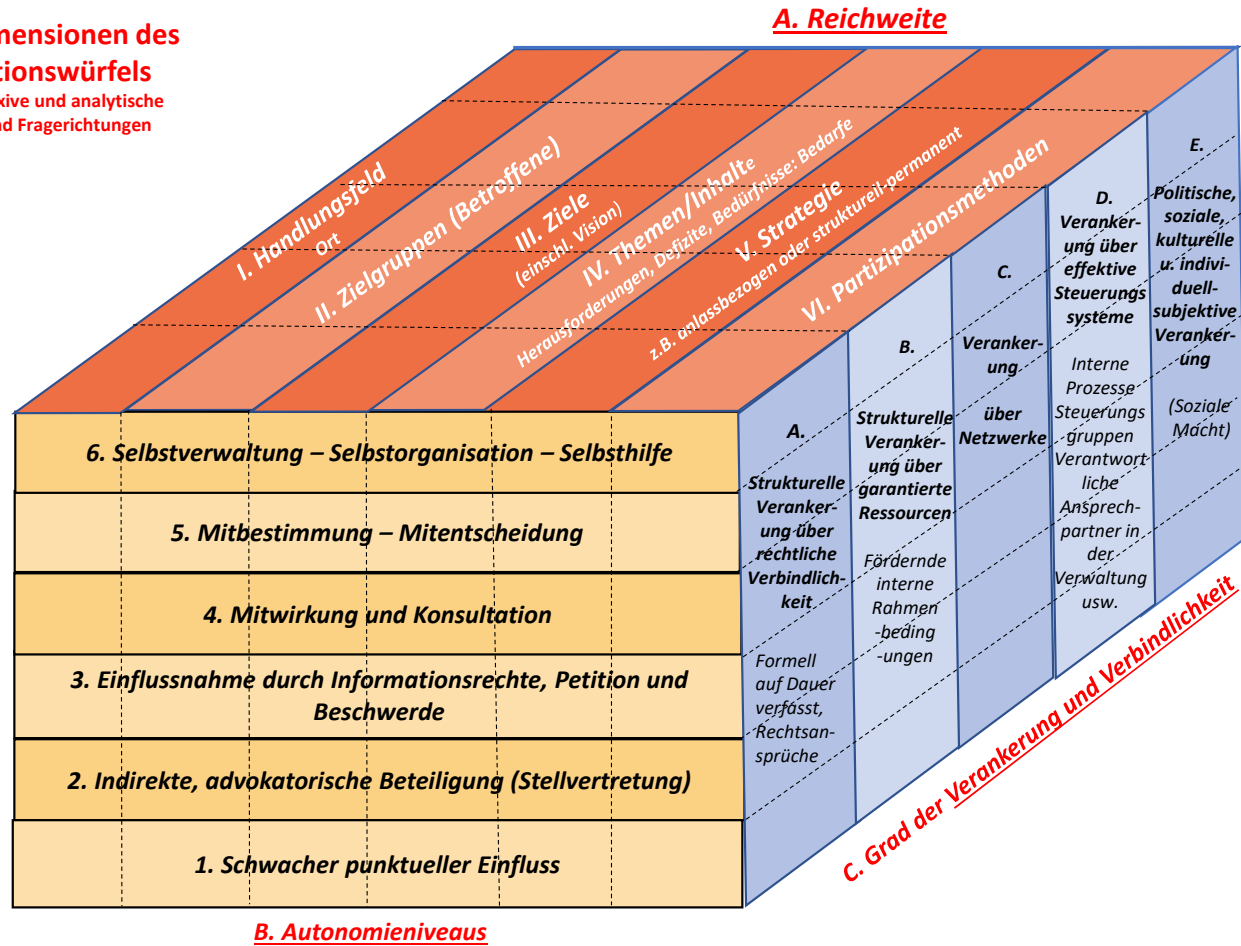 A. Reichweite
mensionen des
tionswürfels
xive und analytische
nd Fragerichtungen
I. Handlungsfeld
Ort
II. Zielgruppen (Betroffene)
III. Ziele
(einschl. Vision)
IV. Themen/Inhalte
Herausforderungen, Defizite, Bedürfnisse: Bedarfe
V. Strategie
z.B. anlassbezogen oder strukturell-permanent
VI. Partizipationsmethoden
6. Selbstverwaltung – Selbstorganisation – Selbsthilfe
5. Mitbestimmung – Mitentscheidung
4. Mitwirkung und Konsultation
3. Einflussnahme durch Informationsrechte, Petition und
Beschwerde
2. Indirekte, advokatorische Beteiligung (Stellvertretung)
1. Schwacher punktueller Einfluss
B. Autonomieniveaus
A.
Strukturelle
Veranker-
ung über
rechtliche
Verbindlich-
keit
Formell
auf Dauer
verfasst,
Rechtsan-
sprüche
B.
Strukturelle
Veranker-
ung über
garantierte
Ressourcen
Fördernde
interne
Rahmen
-beding
-ungen
C.
Veranker-
ung
über
Netzwerke
D.
Veranker-
ung über
effektive
Steuerungs
systeme
Interne
Prozesse
Steuerungs
gruppen
Verantwort
liche
Ansprech-
partner in
der
Verwaltung
usw.
E.
Politische,
soziale,
kulturelle
u. indivi-
duell-
subjektive
Veranker-
ung
(Soziale
Macht)
C. Grad der Verankerung und Verbindlichkeit